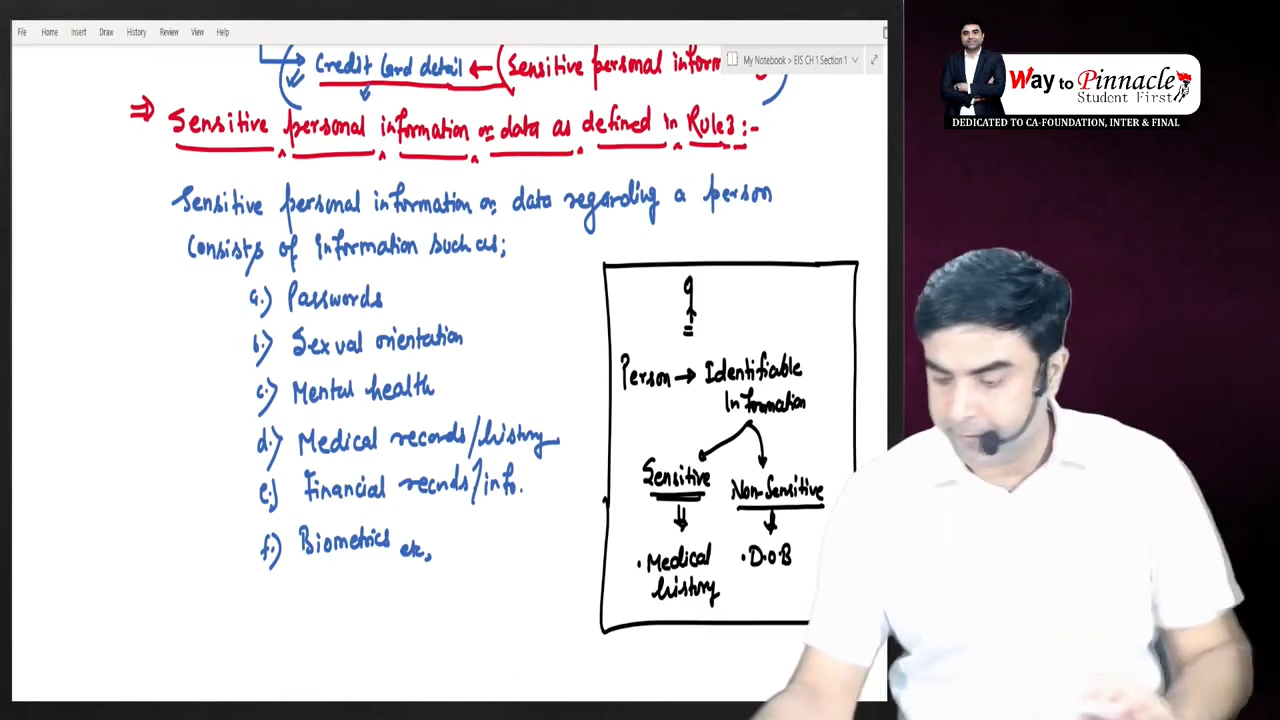 File Home Insert Draw History Review View Help
Credit Card detail ← (Sensitive personal inform
My Notebook > EIS CH 1 Section 1
⇒ Sensitive personal information or data as defined in Rule 3 :-
Sensitive personal information or data regarding a person
consists of information such as;
a.) Passwords
b.) Sexual orientation
c.) Mental health
d.) Medical records/history
e.) Financial records/info.
f.) Biometrics etc,
Person → Identifiable
Information
Sensitive Non-Sensitive
• Medical • D.O.B
history
Way to Pinnacle
Student First
DEDICATED TO CA-FOUNDATION, INTER & FINAL